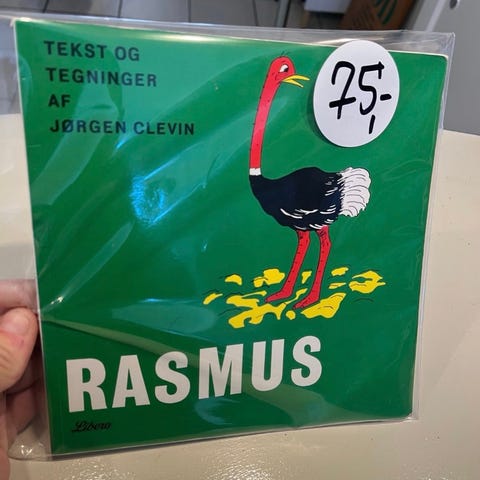 TEKST OG
TEGNINGER
AF
JØRGEN CLEVIN
75,-
RASMUS
Libero